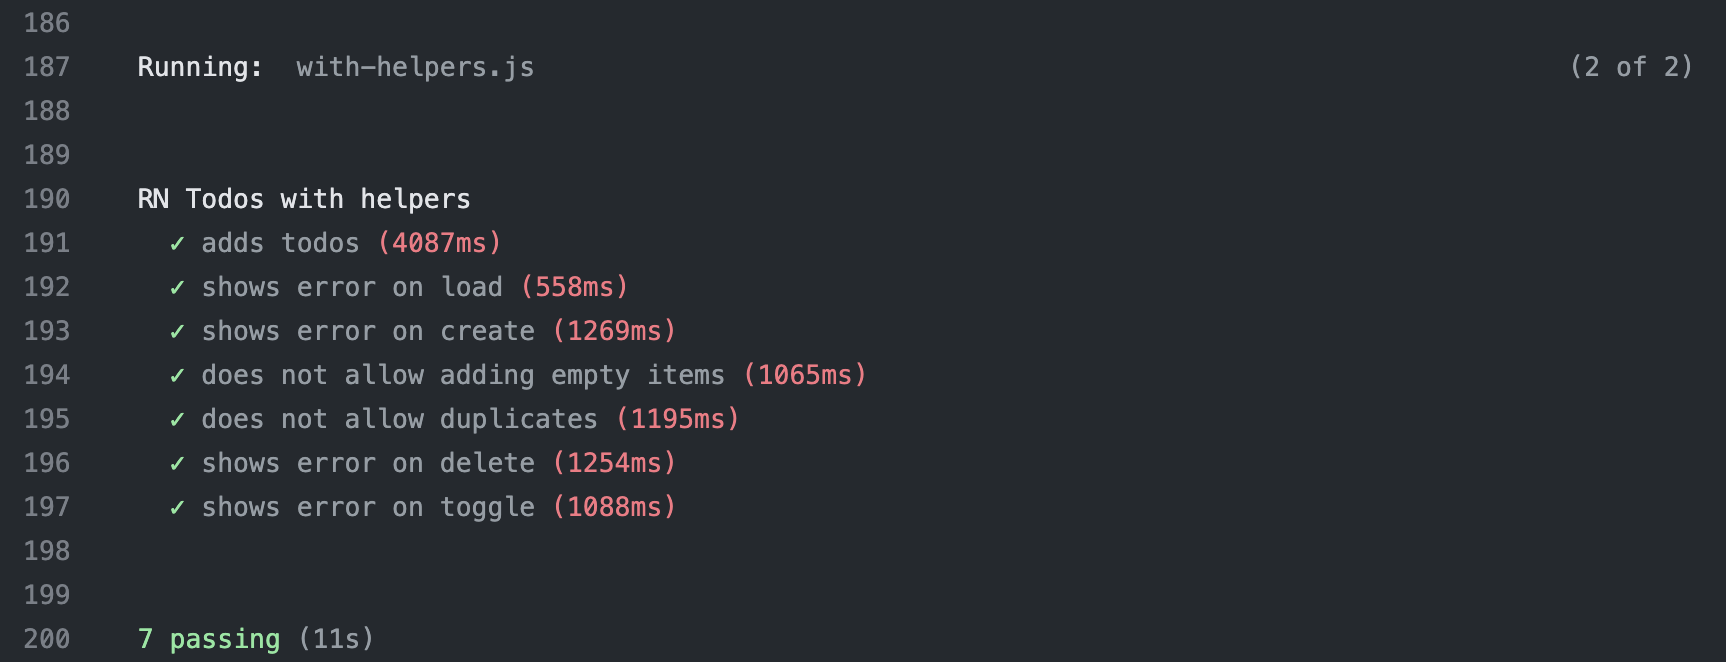 186
187 Running: with-helpers.js (2 of 2)
188
189
190 RN Todos with helpers
191 ✓ adds todos (4087ms)
192 ✓ shows error on load (558ms)
193 ✓ shows error on create (1269ms)
194 ✓ does not allow adding empty items (1065ms)
195 ✓ does not allow duplicates (1195ms)
196 ✓ shows error on delete (1254ms)
197 ✓ shows error on toggle (1088ms)
198
199
200 7 passing (11s)